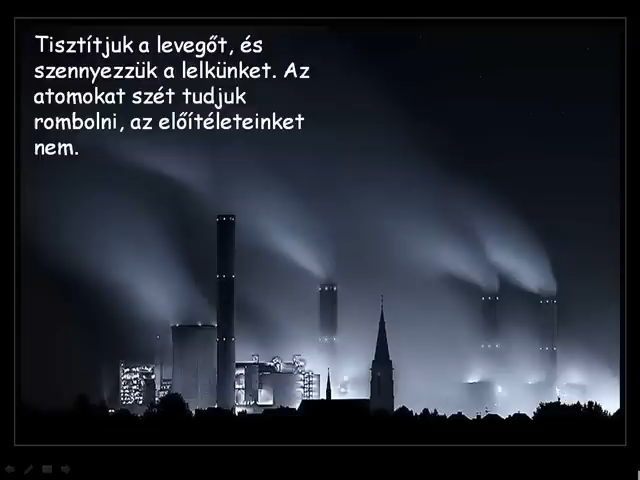 Tisztítjuk a levegőt, és
szennyezzük a lelkünket. Az
atomokat szét tudjuk
rombolni, az előítéleteinket
nem.